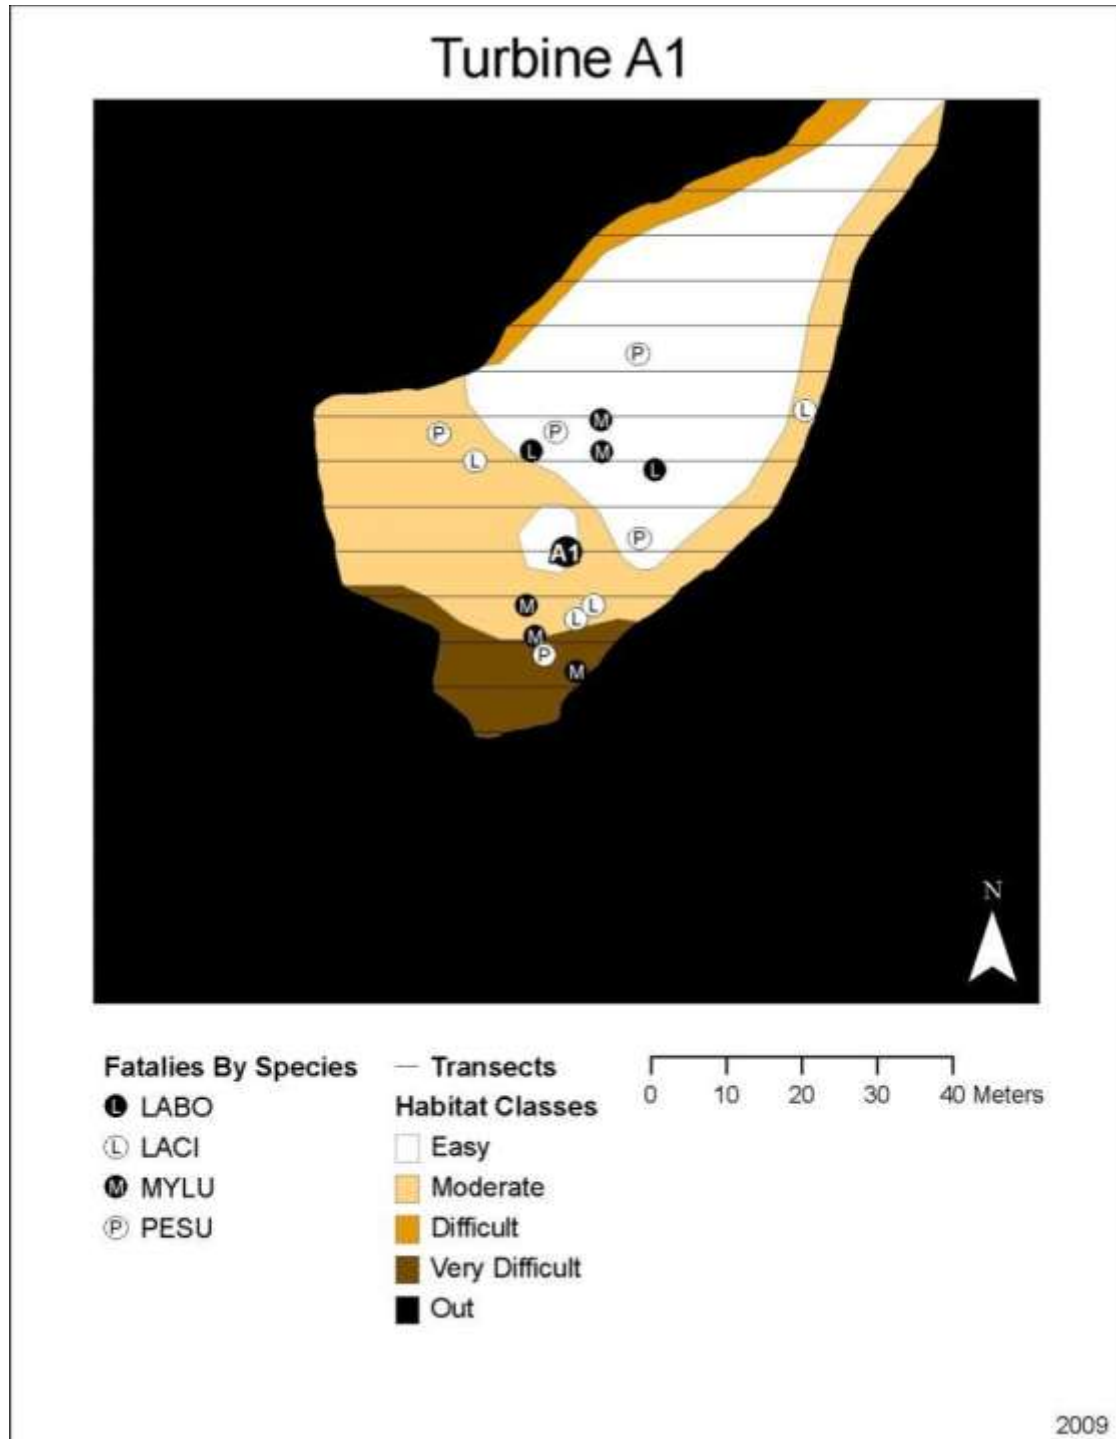 Turbine A1
P
M
L
P
P
L
M
L
L
P
A1
M
L
L
M
P
M
N
Fatalies By Species
L LABO
L LACI
M MYLU
P PESU
— Transects
Habitat Classes
Easy
Moderate
Difficult
Very Difficult
Out
0 10 20 30 40 Meters
2009